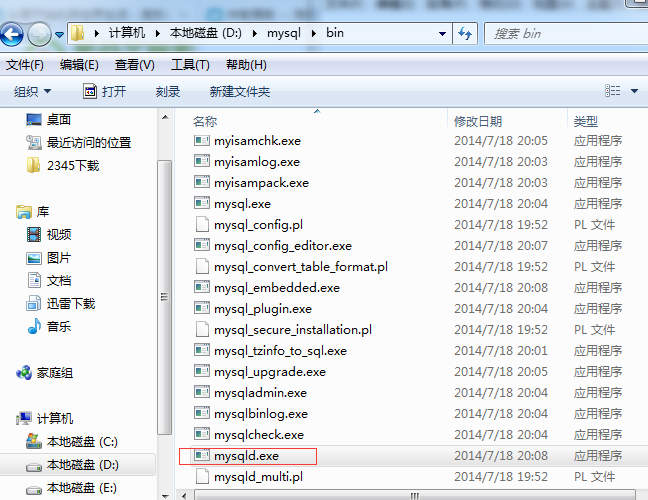 计算机 ▸ 本地磁盘 (D:) ▸ mysql ▸ bin 搜索 bin
文件(F) 编辑(E) 查看(V) 工具(T) 帮助(H)
组织 打开 刻录 新建文件夹
桌面
最近访问的位置
2345下载
库
视频
图片
文档
迅雷下载
音乐
家庭组
计算机
本地磁盘 (C:)
本地磁盘 (D:)
本地磁盘 (E:)
名称 修改日期 类型
myisamchk.exe 2014/7/18 20:05 应用程序
myisamlog.exe 2014/7/18 20:03 应用程序
myisampack.exe 2014/7/18 20:03 应用程序
mysql.exe 2014/7/18 20:04 应用程序
mysql_config.pl 2014/7/18 19:52 PL 文件
mysql_config_editor.exe 2014/7/18 20:07 应用程序
mysql_convert_table_format.pl 2014/7/18 19:52 PL 文件
mysql_embedded.exe 2014/7/18 20:08 应用程序
mysql_plugin.exe 2014/7/18 20:04 应用程序
mysql_secure_installation.pl 2014/7/18 19:52 PL 文件
mysql_tzinfo_to_sql.exe 2014/7/18 20:01 应用程序
mysql_upgrade.exe 2014/7/18 20:05 应用程序
mysqladmin.exe 2014/7/18 20:04 应用程序
mysqlbinlog.exe 2014/7/18 20:04 应用程序
mysqlcheck.exe 2014/7/18 20:04 应用程序
mysqld.exe 2014/7/18 20:08 应用程序
mysqld_multi.pl 2014/7/18 19:52 PL 文件